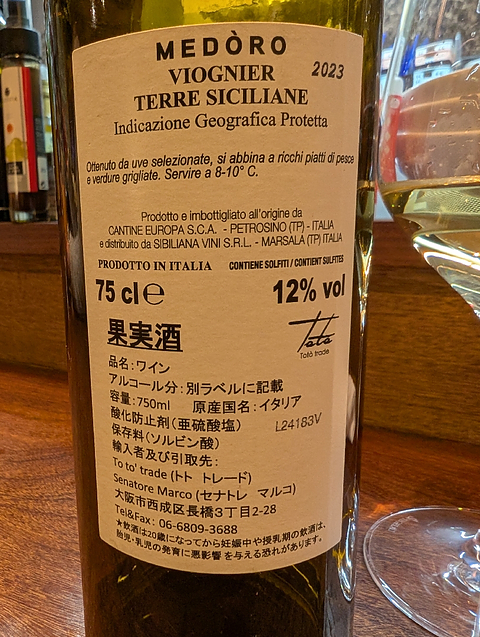 MEDÒRO
VIOGNIER 2023
TERRE SICILIANE
Indicazione Geografica Protetta
Ottenuto da uve selezionate, si abbina a ricchi piatti di pesce
e verdure grigliate. Servire a 8-10° C.
Prodotto e imbottigliato all'origine da
CANTINE EUROPA S.C.A. - PETROSINO (TP) - ITALIA
e distribuito da SIBILIANA VINI S.R.L. - MARSALA (TP) ITALIA
PRODOTTO IN ITALIA CONTIENE SOLFITI / CONTIENT SULFITES
75 cl℮ 12% vol
果実酒
Toto
Totò trade
品名:ワイン
アルコール分:別ラベルに記載
容量:750ml 原産国名:イタリア
酸化防止剤(亜硫酸塩) L24183V
保存料(ソルビン酸)
輸入者及び引取先:
To to' trade (トト トレード)
Senatore Marco (セナトレ マルコ)
大阪市西成区長橋3丁目2-28
Tel&Fax: 06-6809-3688
★飲酒は20歳になってから妊娠中や授乳期の飲酒は、
胎児・乳児の発育に悪影響を与える恐れがあります。